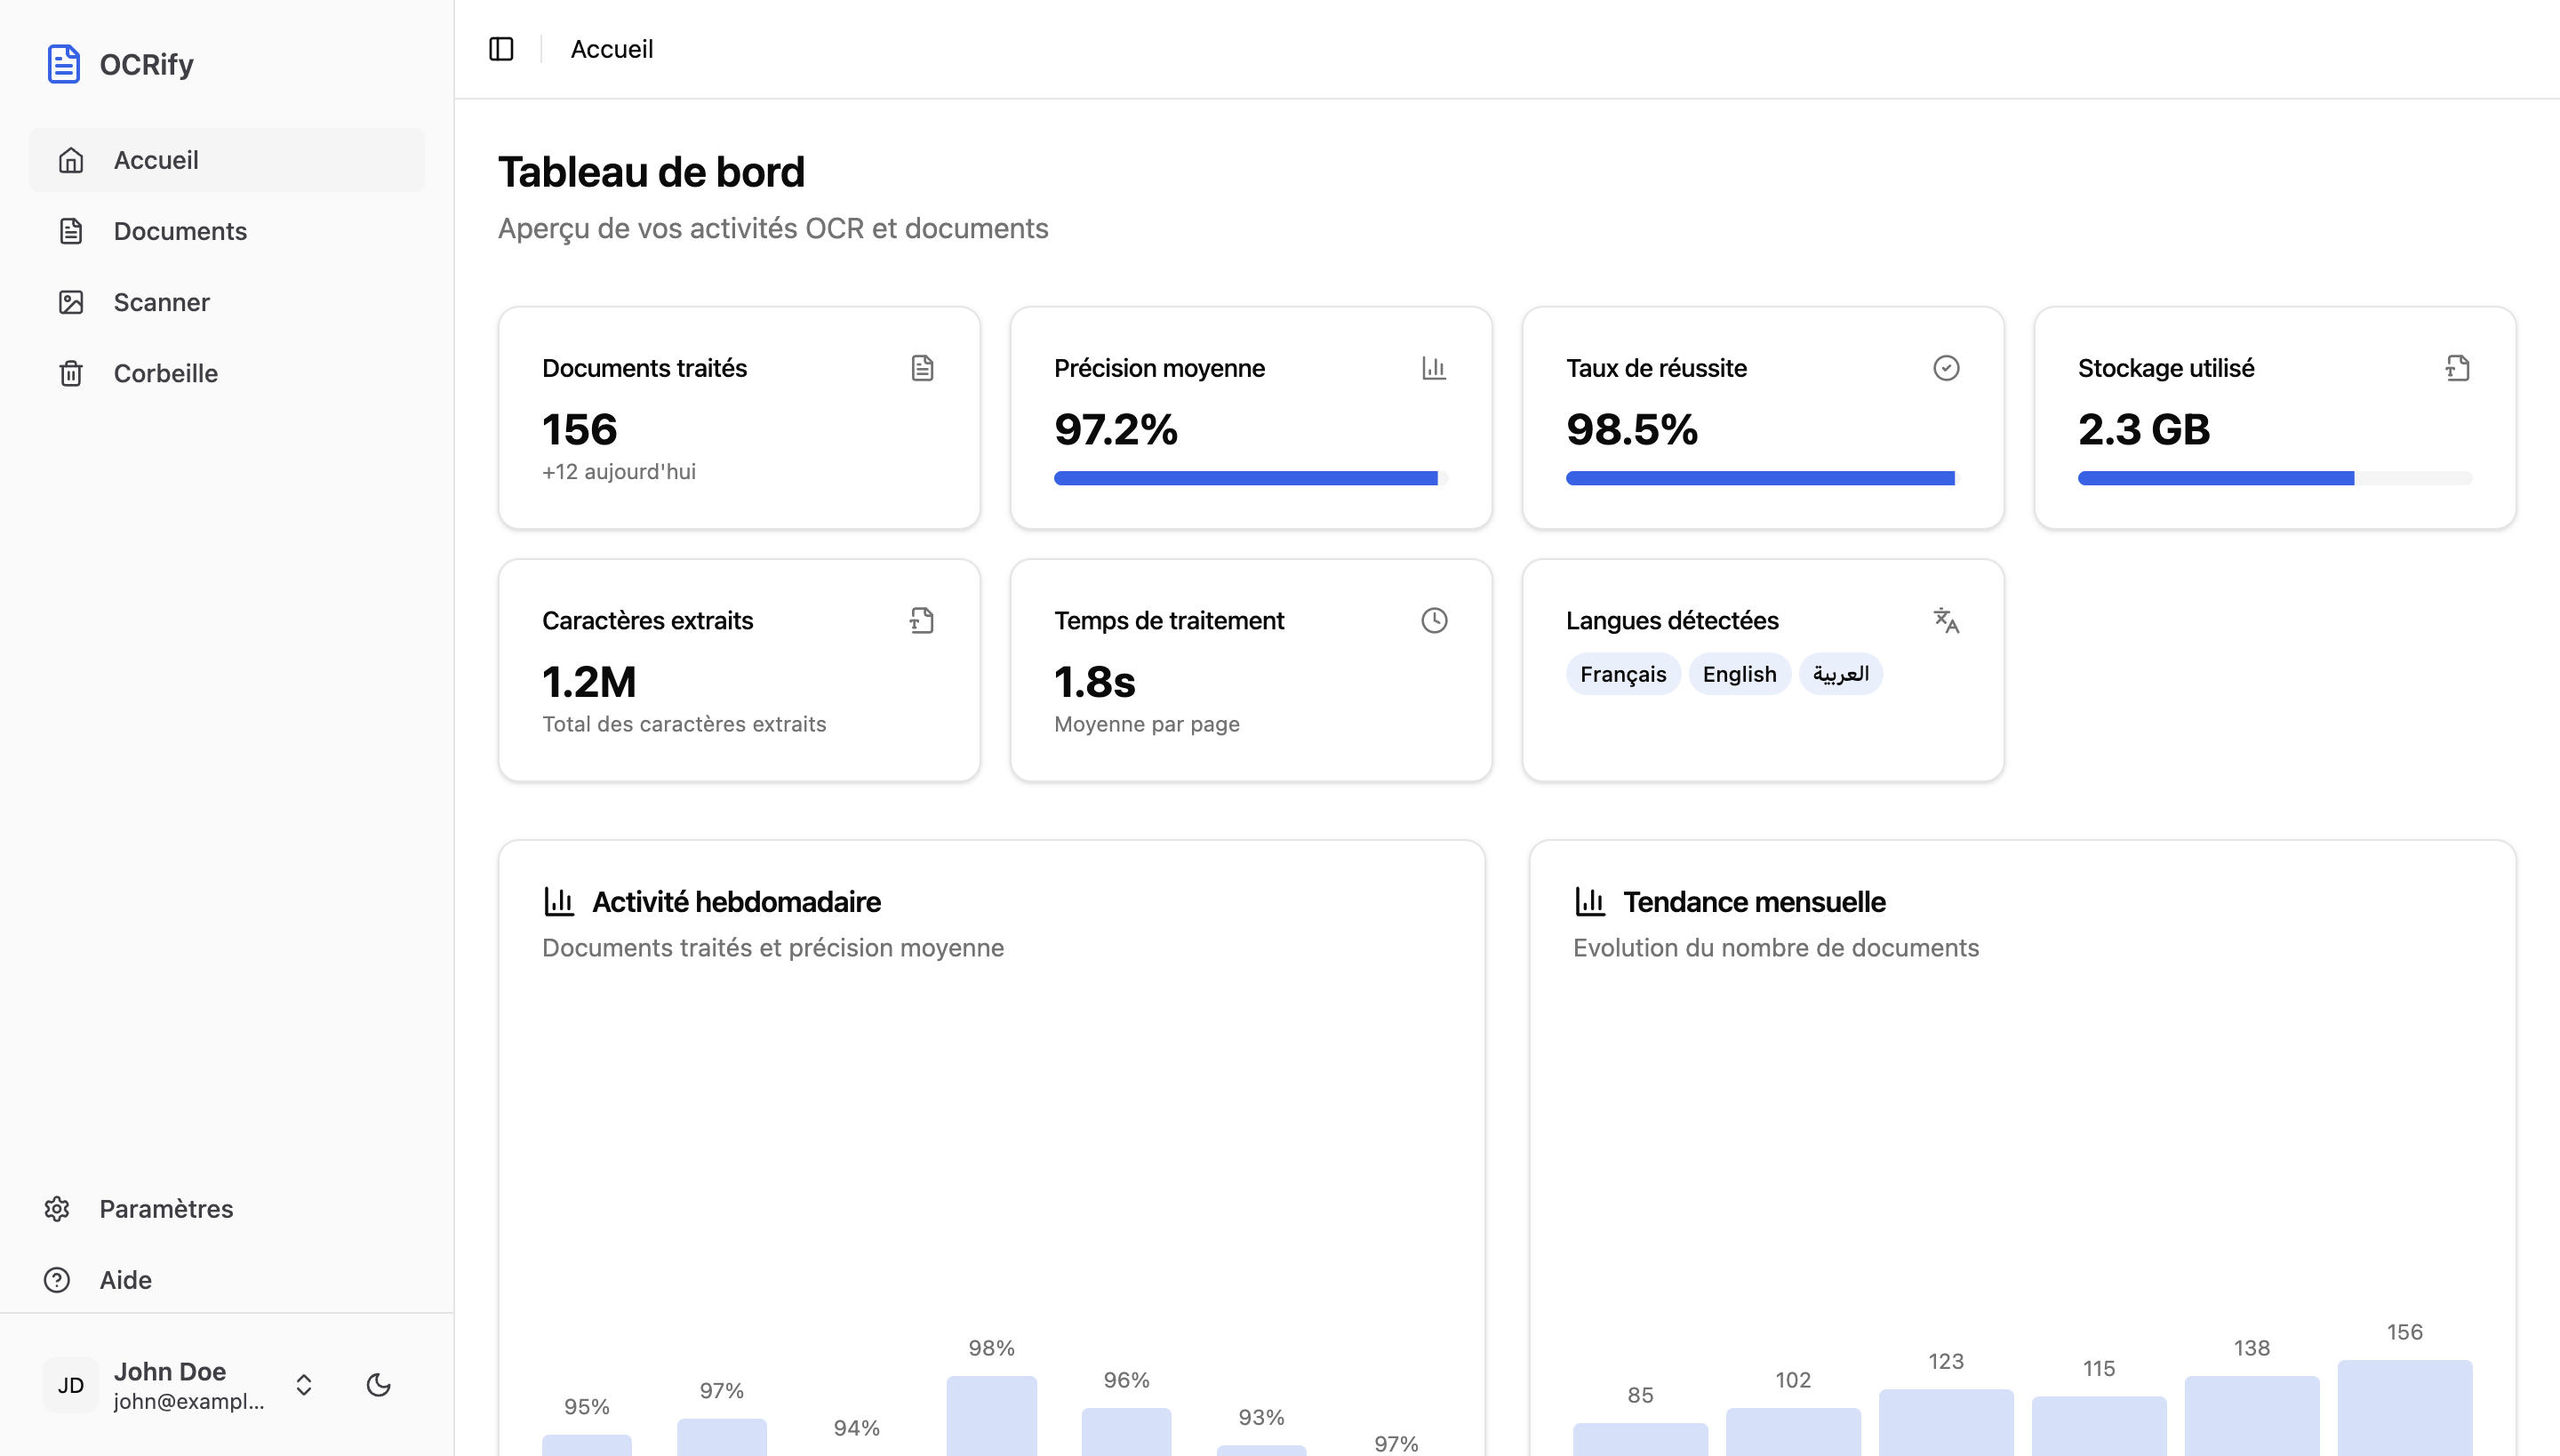 OCRify
Accueil
Documents
Scanner
Corbeille
Paramètres
Aide
JD
John Doe
john@exampl...
Accueil
Tableau de bord
Aperçu de vos activités OCR et documents
Documents traités
156
+12 aujourd'hui
Précision moyenne
97.2%
Taux de réussite
98.5%
Stockage utilisé
2.3 GB
Caractères extraits
1.2M
Total des caractères extraits
Temps de traitement
1.8s
Moyenne par page
Langues détectées
Français English العربية
Activité hebdomadaire
Documents traités et précision moyenne
95% 97% 94% 98% 96% 93% 97%
Tendance mensuelle
Evolution du nombre de documents
85 102 123 115 138 156